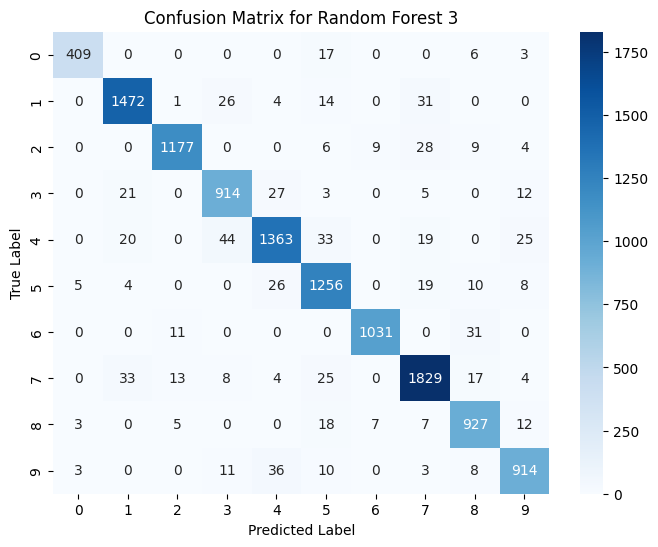 Confusion Matrix for Random Forest 3
0 409 0 0 0 0 17 0 0 6 3
1 0 1472 1 26 4 14 0 31 0 0
2 0 0 1177 0 0 6 9 28 9 4
3 0 21 0 914 27 3 5 0 12
4 0 20 0 44 1363 33 0 19 0 25
5 5 4 0 0 26 1256 0 19 10 8
6 0 0 11 0 0 0 1031 0 31 0
7 0 33 13 8 4 25 0 1829 17 4
8 3 0 5 0 0 18 7 7 927 12
9 3 0 0 11 36 10 0 3 8 914
0 1 2 3 4 5 6 7 8 9
Predicted Label
True Label
1750
1500
1250
1000
750
500
250
0